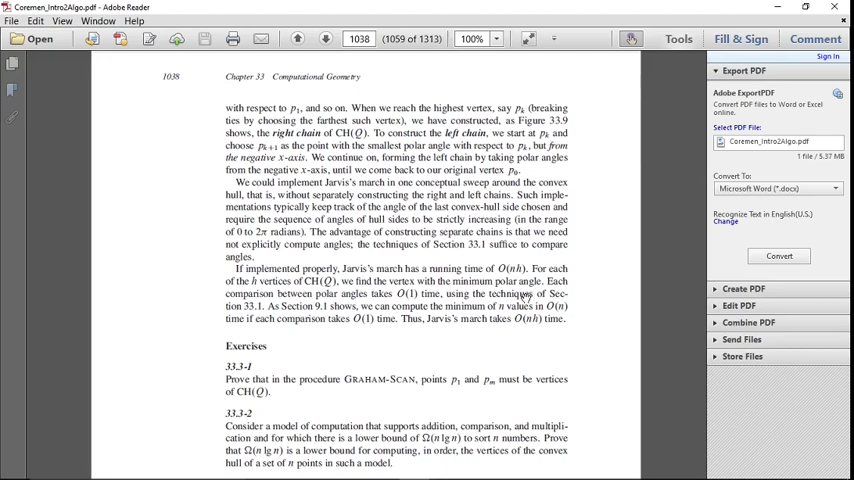 Coremen_Intro2Algo.pdf - Adobe Reader
File Edit View Window Help
Open
1038 (1059 of 1313) 100% Tools Fill & Sign Comment
Sign In
1038 Chapter 33 Computational Geometry
with respect to p1, and so on. When we reach the highest vertex, say pk (breaking
ties by choosing the farthest such vertex), we have constructed, as Figure 33.9
shows, the right chain of CH(Q). To construct the left chain, we start at pk and
choose pk+1 as the point with the smallest polar angle with respect to pk, but from
the negative x-axis. We continue on, forming the left chain by taking polar angles
from the negative x-axis, until we come back to our original vertex p0.
We could implement Jarvis's march in one conceptual sweep around the convex
hull, that is, without separately constructing the right and left chains. Such imple-
mentations typically keep track of the angle of the last convex-hull side chosen and
require the sequence of angles of hull sides to be strictly increasing (in the range
of 0 to 2π radians). The advantage of constructing separate chains is that we need
not explicitly compute angles; the techniques of Section 33.1 suffice to compare
angles.
If implemented properly, Jarvis's march has a running time of O(nh). For each
of the h vertices of CH(Q), we find the vertex with the minimum polar angle. Each
comparison between polar angles takes O(1) time, using the techniques of Sec-
tion 33.1. As Section 9.1 shows, we can compute the minimum of n values in O(n)
time if each comparison takes O(1) time. Thus, Jarvis's march takes O(nh) time.
Exercises
33.3-1
Prove that in the procedure GRAHAM-SCAN, points p1 and pm must be vertices
of CH(Q).
33.3-2
Consider a model of computation that supports addition, comparison, and multipli-
cation and for which there is a lower bound of Ω(n lg n) to sort n numbers. Prove
that Ω(n lg n) is a lower bound for computing, in order, the vertices of the convex
hull of a set of n points in such a model.
Export PDF
Adobe ExportPDF
Convert PDF files to Word or Excel
online.
Select PDF File:
Coremen_Intro2Algo.pdf
1 file / 5.37 MB
Convert To:
Microsoft Word (*.docx)
Recognize Text in English(U.S.)
Change
Convert
Create PDF
Edit PDF
Combine PDF
Send Files
Store Files